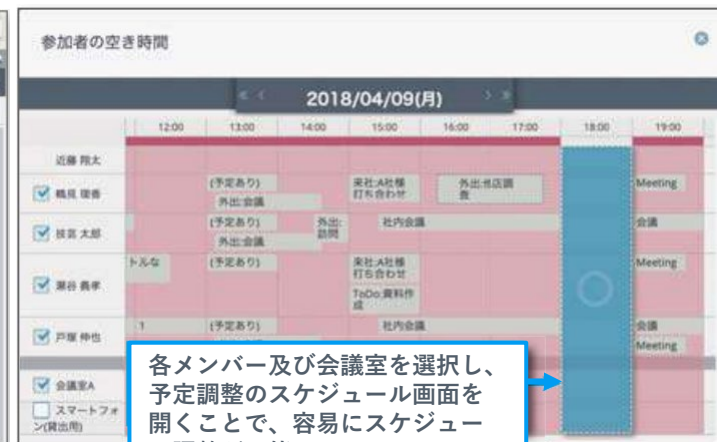 参加者の空き時間
2018/04/09(月)
12:00 13:00 14:00 15:00 16:00 17:00 18:00 19:00
近藤 翔太
(予定あり) 来社:A社様 打ち合わせ 外出: Meeting
外出:会議
技芸 太郎 (予定あり) 外出:訪問 社内会議 会議
外出:会議
トルな (予定あり) 来社:A社様 打ち合わせ Meeting
瀬谷 義孝
ToDo:資料作成
戸塚 伸也 1 (予定あり) 社内会議 会議
Meeting
会議室A
スマートフォン(貸出用)
各メンバー及び会議室を選択し、
予定調整のスケジュール画面を
開くことで、容易にスケジュー